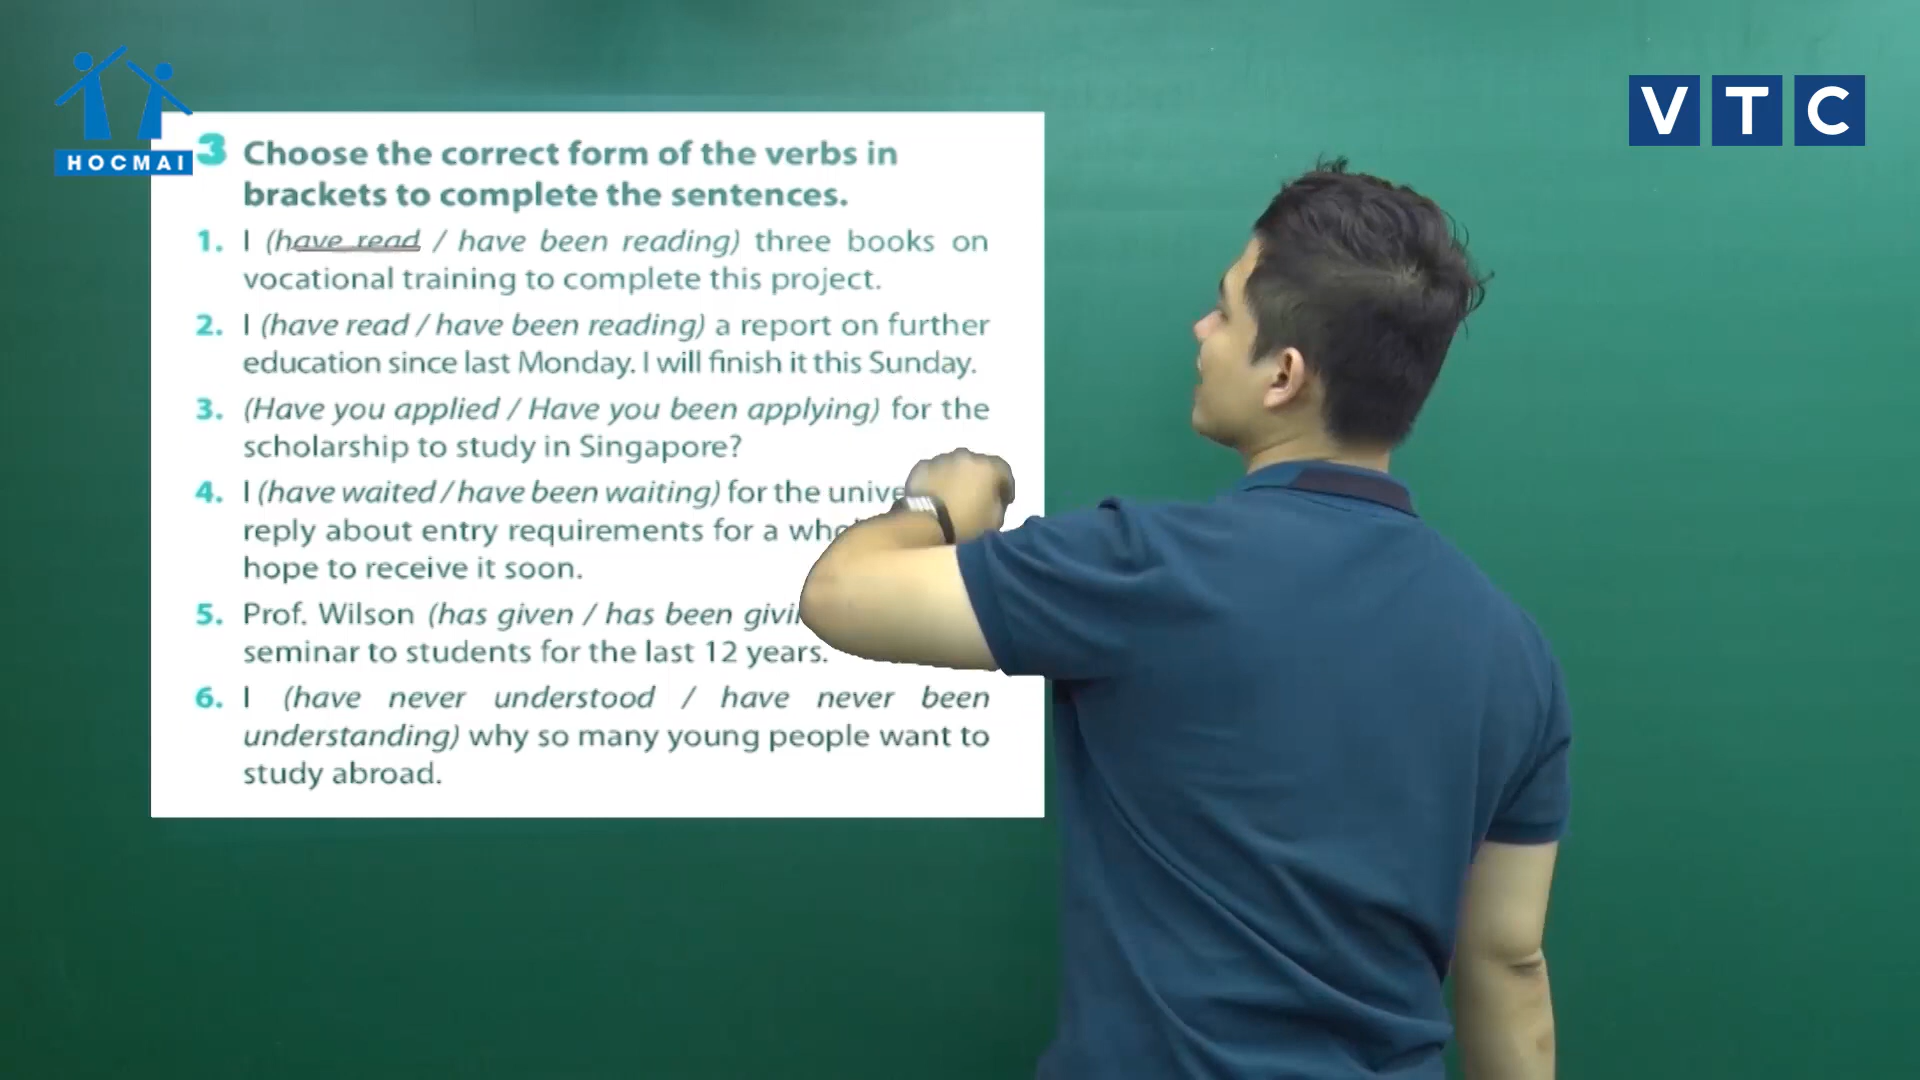 HOCMAI
VTC
3 Choose the correct form of the verbs in
brackets to complete the sentences.
1. I (have read / have been reading) three books on
vocational training to complete this project.
2. I (have read / have been reading) a report on further
education since last Monday. I will finish it this Sunday.
3. (Have you applied / Have you been applying) for the
scholarship to study in Singapore?
4. I (have waited / have been waiting) for the
reply about entry requirements for a
hope to receive it soon.
5. Prof. Wilson (has given / has been
seminar to students for the last 12 years.
6. I (have never understood / have never been
understanding) why so many young people want to
study abroad.